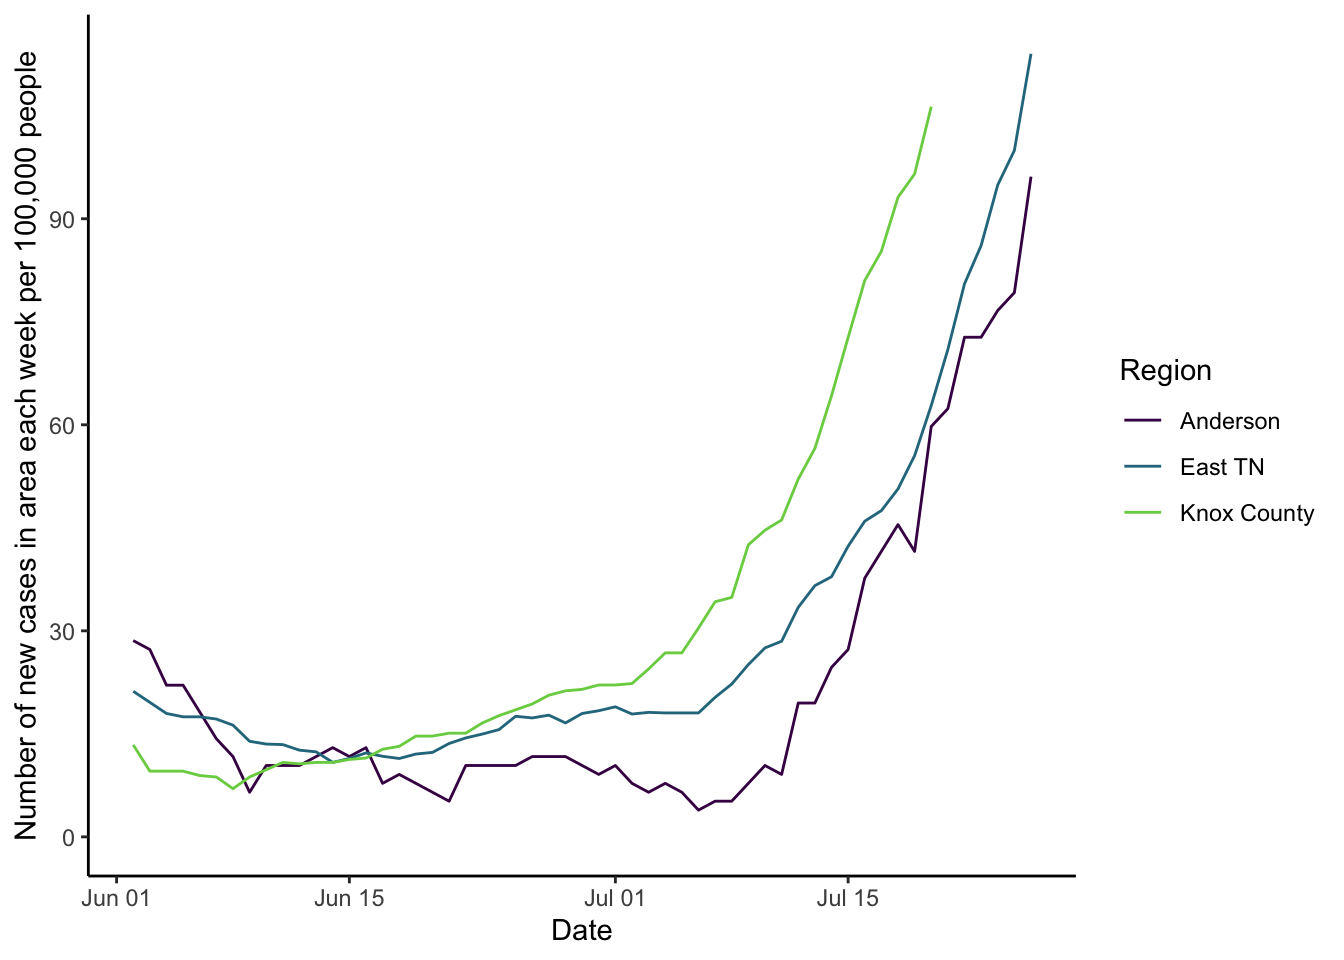 Number of new cases in area each week per 100,000 people
90
60
30
0
Jun 01
Jun 15
Jul 01
Jul 15
Date
Region
Anderson
East TN
Knox County